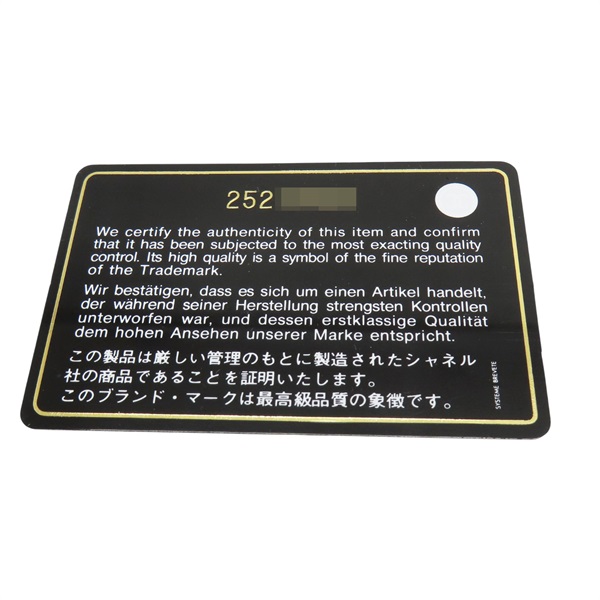 252
We certify the authenticity of this item and confirm
that it has been subjected to the most exacting quality
control. Its high quality is a symbol of the fine reputation
of the Trademark.
Wir bestätigen, dass es sich um einen Artikel handelt,
der während seiner Herstellung strengsten Kontrollen
unterworfen war, und dessen erstklassige Qualität
dem hohen Ansehen unserer Marke entspricht.
この製品は厳しい管理のもとに製造されたシャネル
社の商品であることを証明いたします。
このブランド・マークは最高級品質の象徴です。
SYSTEME BREVETE